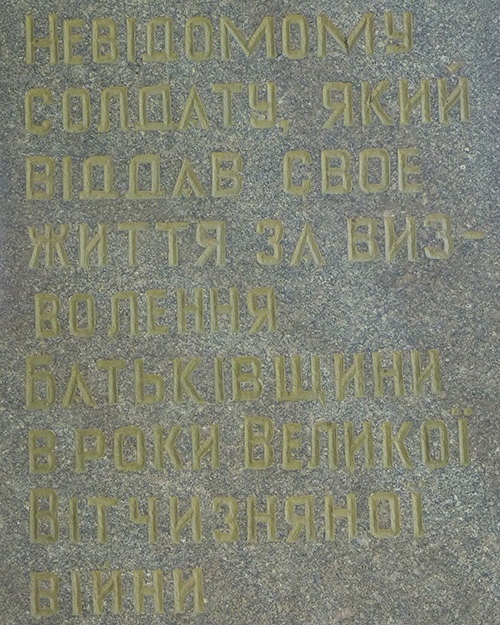 Невідомому
солдату, який
віддав своє
життя за виз-
волення
Батьківщини
в роки Великої
Вітчизняної
війни